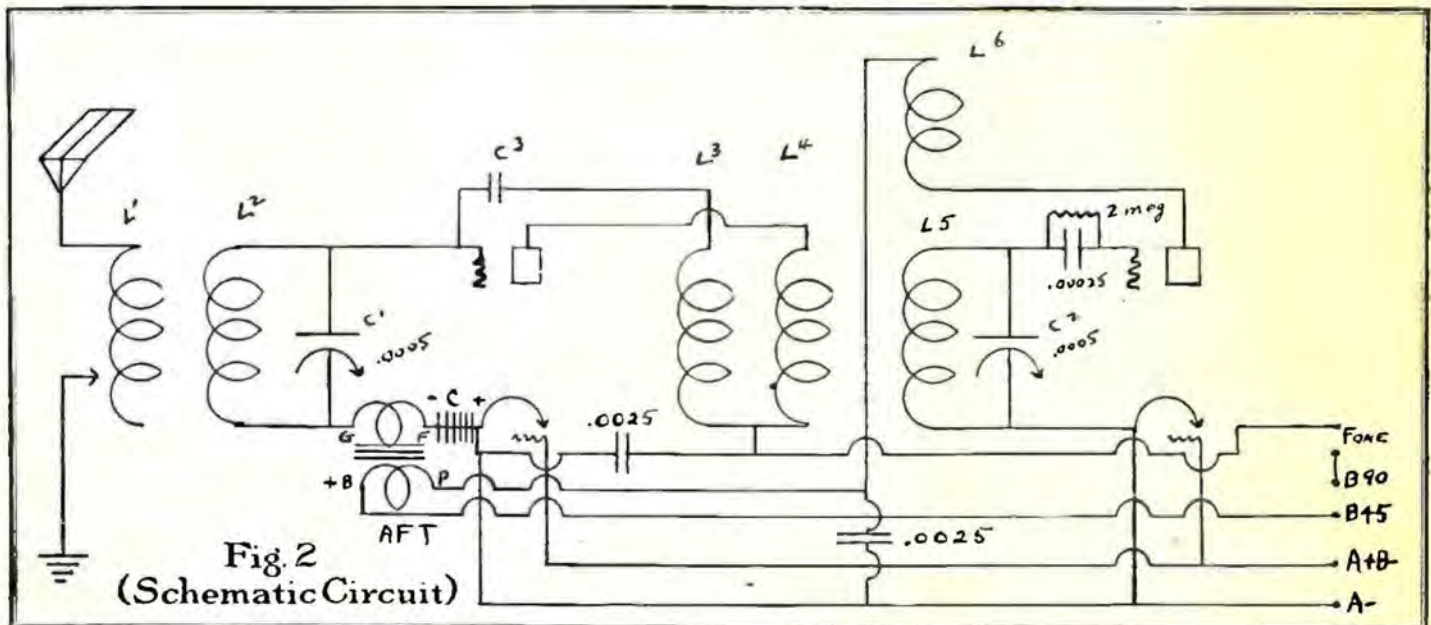 L6
C3
L3
L4
L1
L2
L5
2 meg
.00025
C1
.0005
C2
.0005
- C +
G
F
.0025
FONE
+B
P
B90
B45
AFT
.0025
A+B-
A-
Fig. 2
(Schematic Circuit)